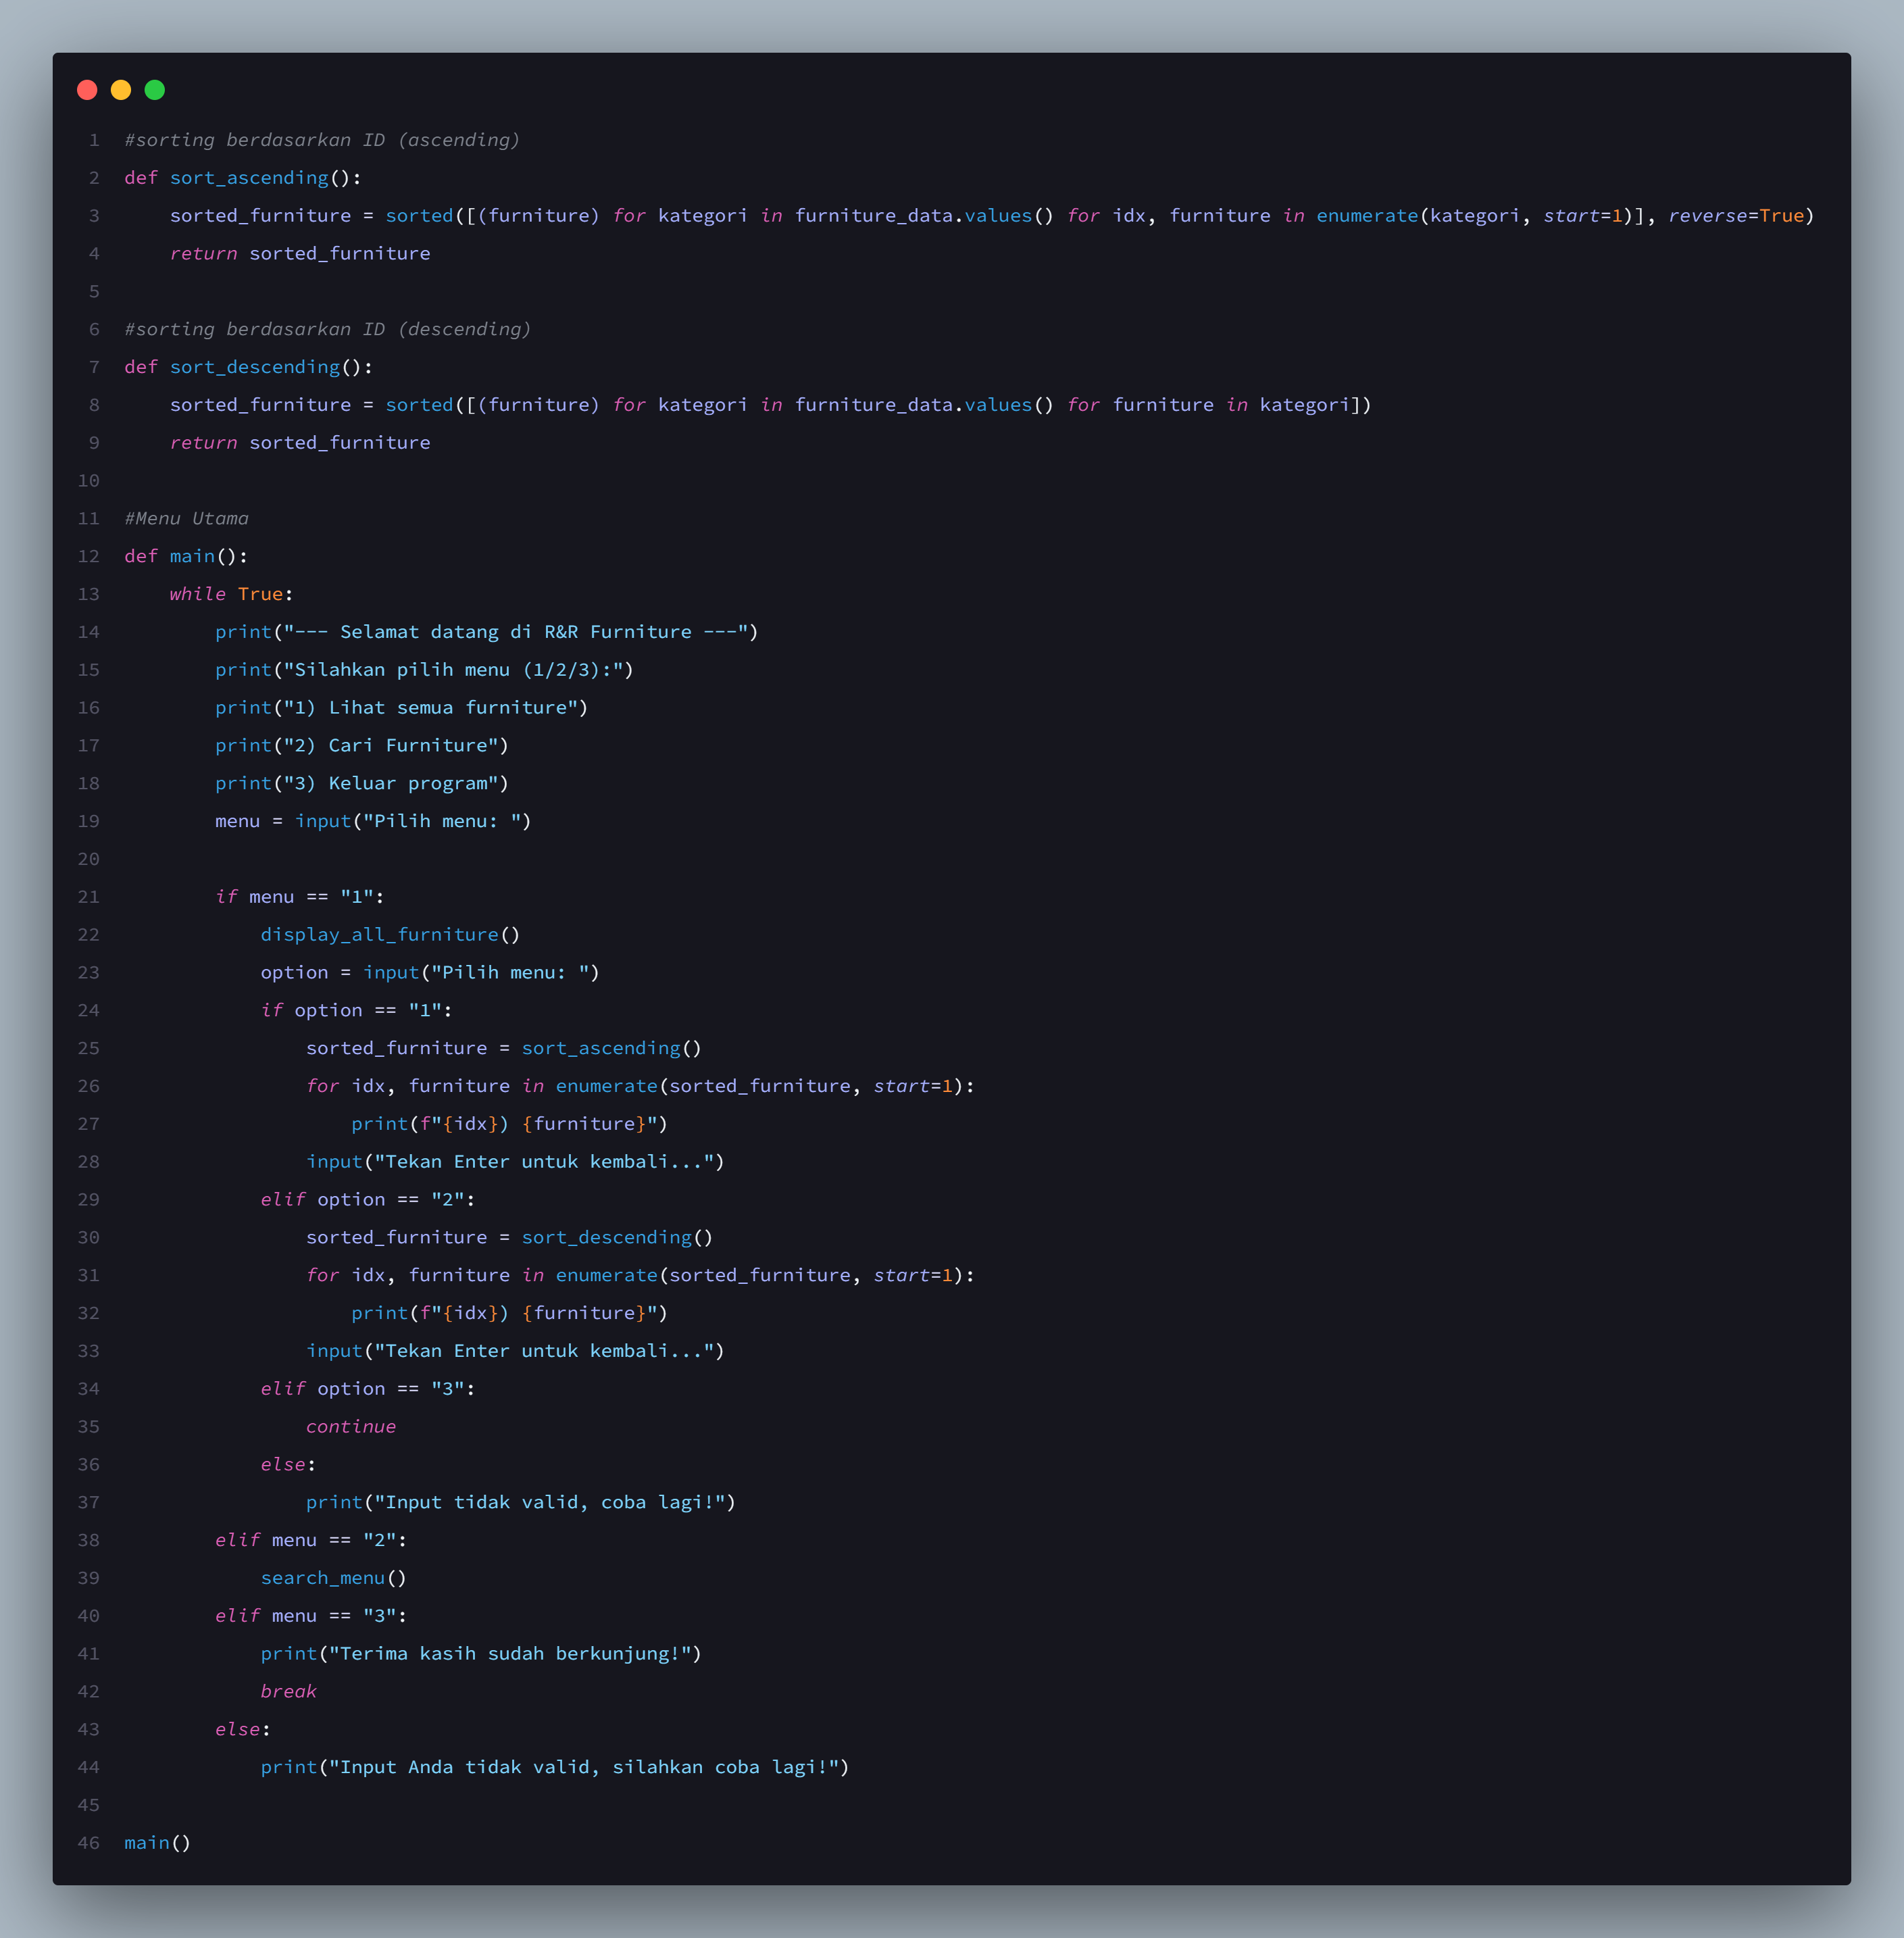 1 #sorting berdasarkan ID (ascending)
2 def sort_ascending():
3     sorted_furniture = sorted([(furniture) for kategori in furniture_data.values() for idx, furniture in enumerate(kategori, start=1)], reverse=True)
4     return sorted_furniture
5
6 #sorting berdasarkan ID (descending)
7 def sort_descending():
8     sorted_furniture = sorted([(furniture) for kategori in furniture_data.values() for furniture in kategori])
9     return sorted_furniture
10
11 #Menu Utama
12 def main():
13     while True:
14         print("--- Selamat datang di R&R Furniture ---")
15         print("Silahkan pilih menu (1/2/3):")
16         print("1) Lihat semua furniture")
17         print("2) Cari Furniture")
18         print("3) Keluar program")
19         menu = input("Pilih menu: ")
20
21         if menu == "1":
22             display_all_furniture()
23             option = input("Pilih menu: ")
24             if option == "1":
25                 sorted_furniture = sort_ascending()
26                 for idx, furniture in enumerate(sorted_furniture, start=1):
27                     print(f"{idx}) {furniture}")
28                 input("Tekan Enter untuk kembali...")
29             elif option == "2":
30                 sorted_furniture = sort_descending()
31                 for idx, furniture in enumerate(sorted_furniture, start=1):
32                     print(f"{idx}) {furniture}")
33                 input("Tekan Enter untuk kembali...")
34             elif option == "3":
35                 continue
36             else:
37                 print("Input tidak valid, coba lagi!")
38         elif menu == "2":
39             search_menu()
40         elif menu == "3":
41             print("Terima kasih sudah berkunjung!")
42             break
43         else:
44             print("Input Anda tidak valid, silahkan coba lagi!")
45
46 main()